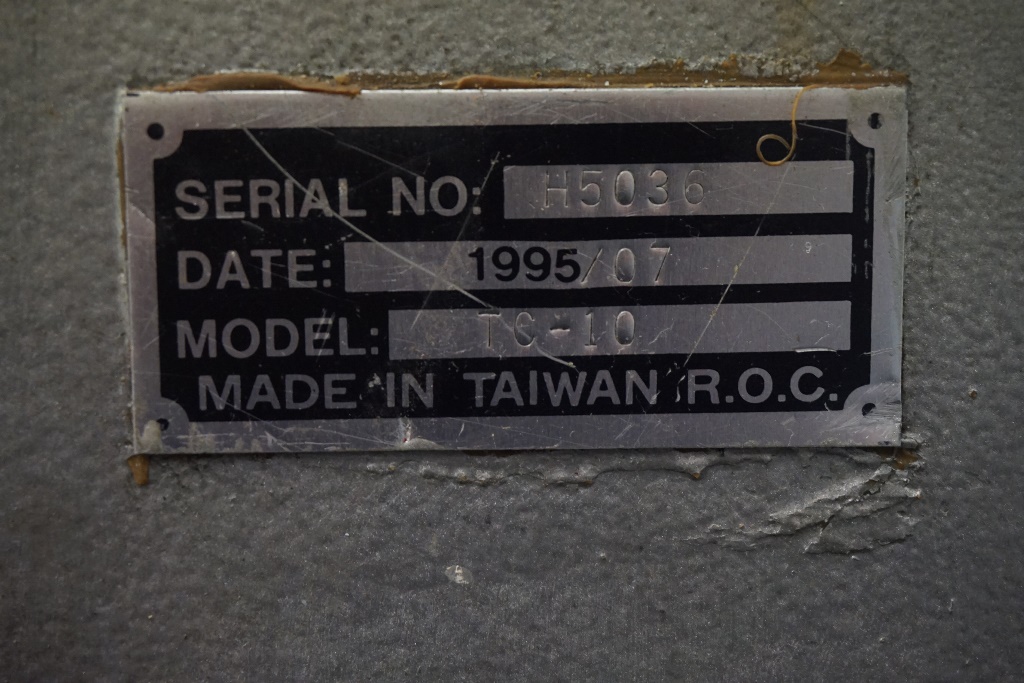 SERIAL NO: H5036
DATE: 1995/07
MODEL: TC-10
MADE IN TAIWAN R.O.C.